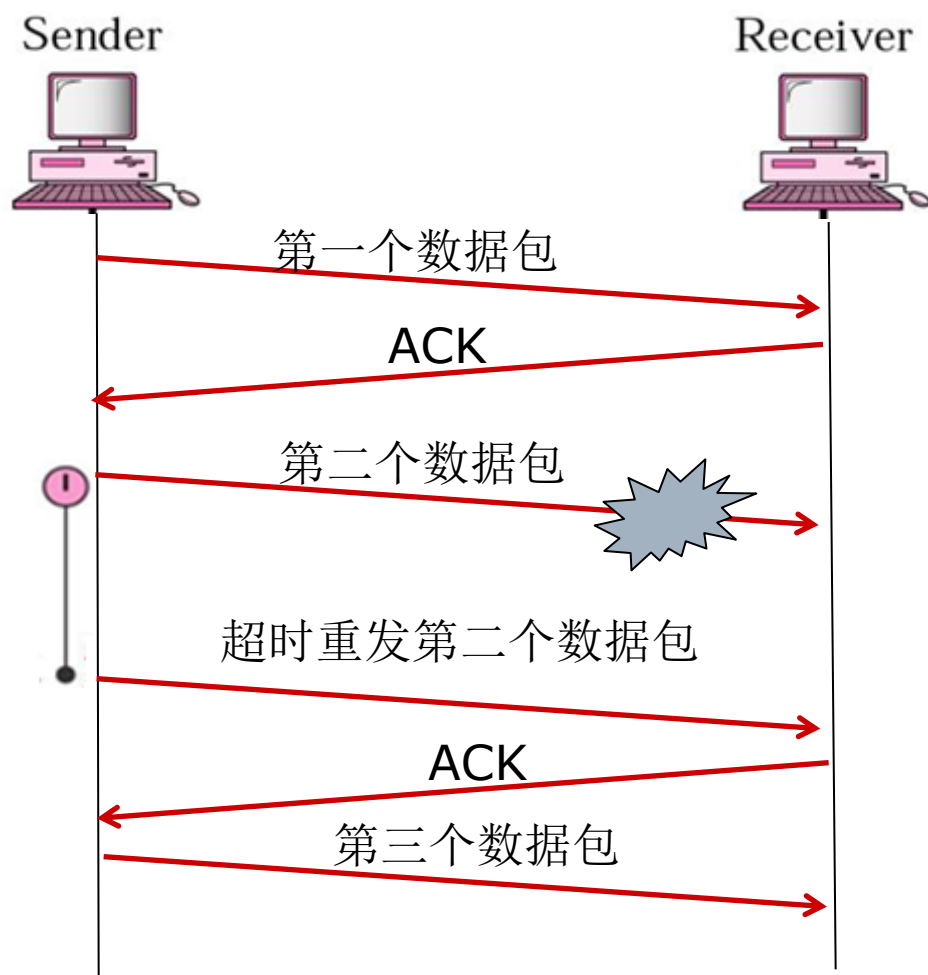 Sender
Receiver
第一个数据包
ACK
第二个数据包
超时重发第二个数据包
ACK
第三个数据包